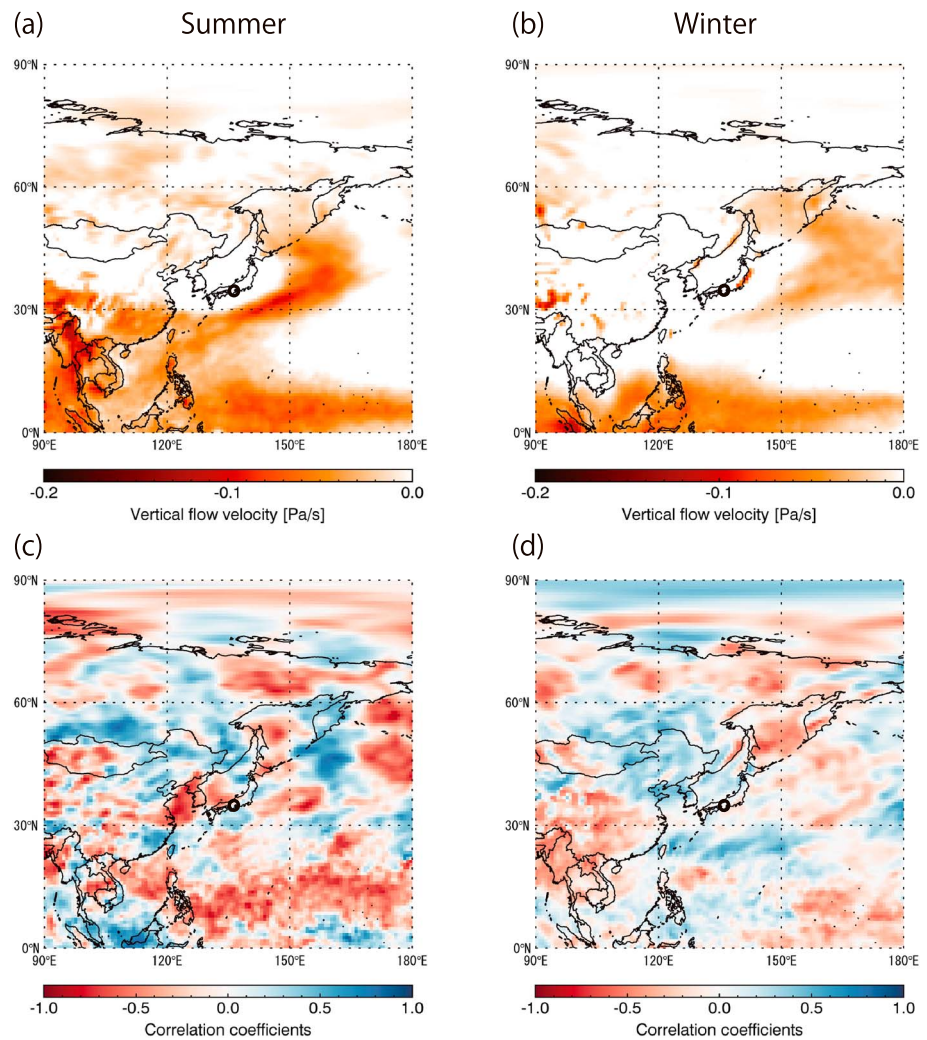 (a) Summer
(b) Winter
90°N
60°N
30°N
0°N
90°E 120°E 150°E 180°E
-0.2 -0.1 0.0
Vertical flow velocity [Pa/s]
90°N
60°N
30°N
0°N
90°E 120°E 150°E 180°E
-0.2 -0.1 0.0
Vertical flow velocity [Pa/s]
(c)
90°N
60°N
30°N
0°N
90°E 120°E 150°E 180°E
-1.0 -0.5 0.0 0.5 1.0
Correlation coefficients
(d)
90°N
60°N
30°N
0°N
90°E 120°E 150°E 180°E
-1.0 -0.5 0.0 0.5 1.0
Correlation coefficients